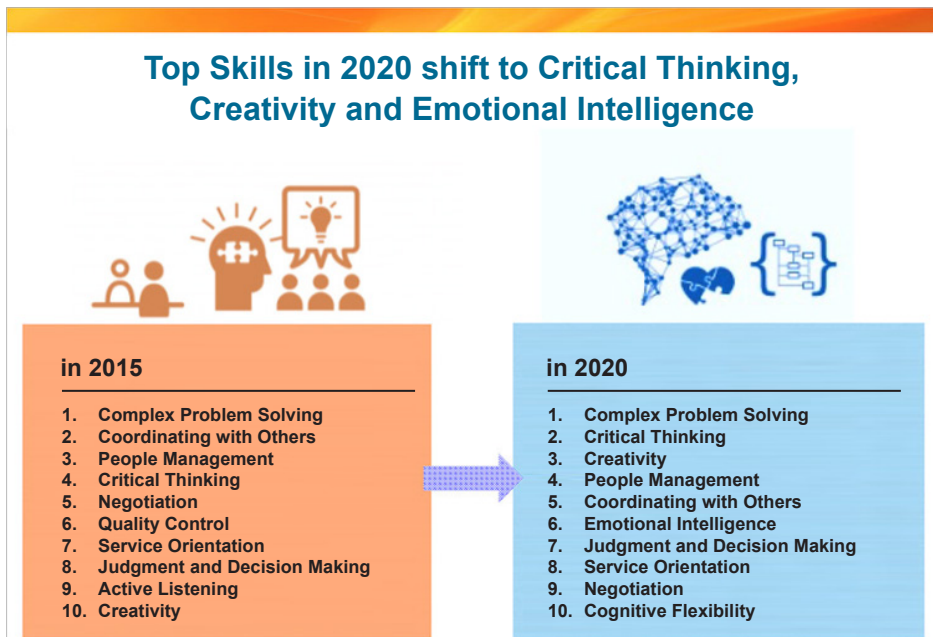 Top Skills in 2020 shift to Critical Thinking,
Creativity and Emotional Intelligence
in 2015
1. Complex Problem Solving
2. Coordinating with Others
3. People Management
4. Critical Thinking
5. Negotiation
6. Quality Control
7. Service Orientation
8. Judgment and Decision Making
9. Active Listening
10. Creativity
in 2020
1. Complex Problem Solving
2. Critical Thinking
3. Creativity
4. People Management
5. Coordinating with Others
6. Emotional Intelligence
7. Judgment and Decision Making
8. Service Orientation
9. Negotiation
10. Cognitive Flexibility